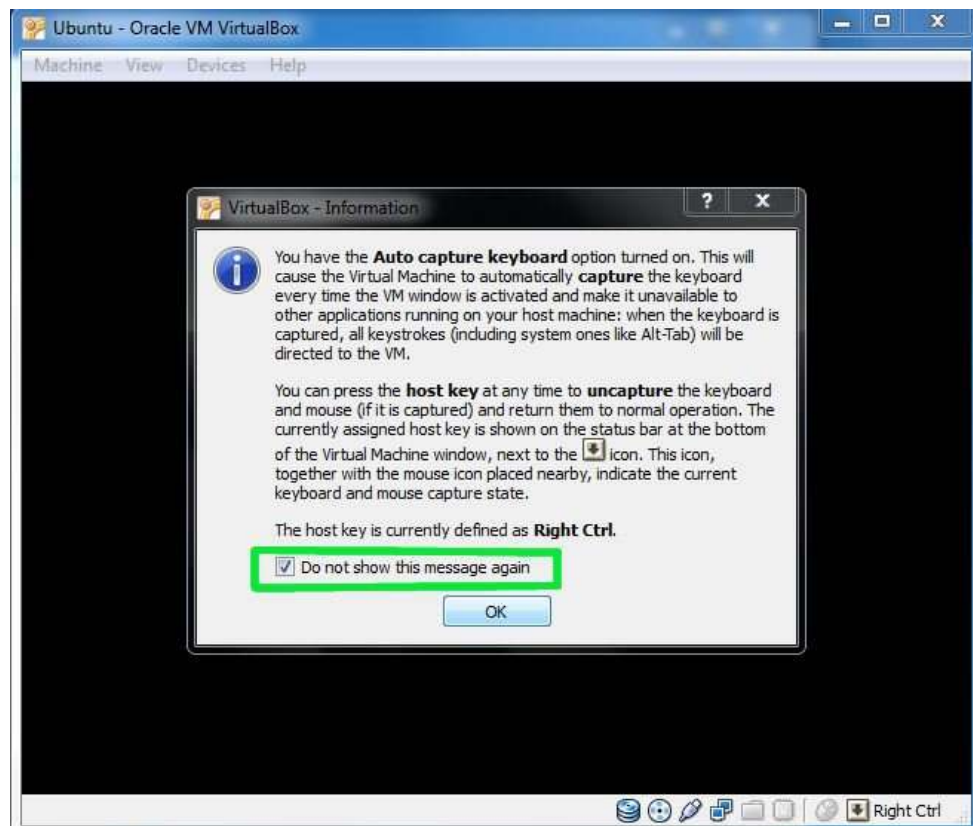 Ubuntu - Oracle VM VirtualBox
Machine View Devices Help
VirtualBox - Information
You have the Auto capture keyboard option turned on. This will
cause the Virtual Machine to automatically capture the keyboard
every time the VM window is activated and make it unavailable to
other applications running on your host machine: when the keyboard is
captured, all keystrokes (including system ones like Alt-Tab) will be
directed to the VM.
You can press the host key at any time to uncapture the keyboard
and mouse (if it is captured) and return them to normal operation. The
currently assigned host key is shown on the status bar at the bottom
of the Virtual Machine window, next to the icon. This icon,
together with the mouse icon placed nearby, indicate the current
keyboard and mouse capture state.
The host key is currently defined as Right Ctrl.
Do not show this message again
OK
Right Ctrl